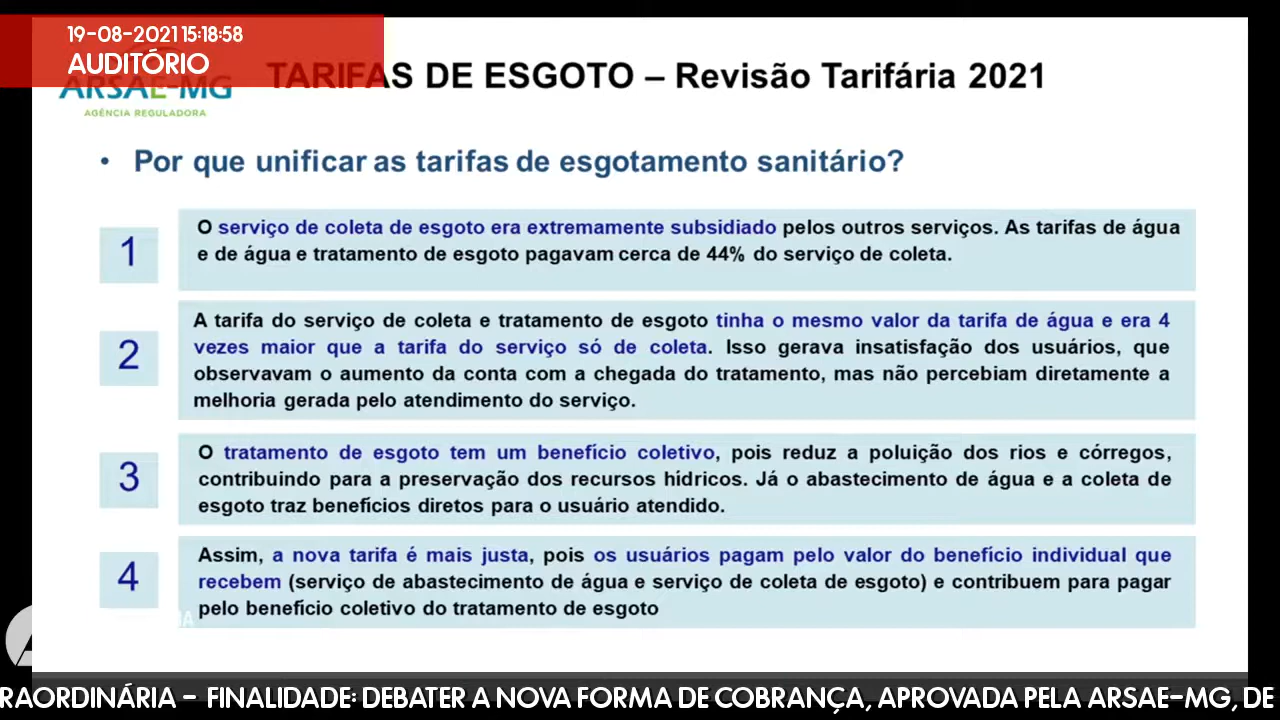 19-08-2021 15:18:58
AUDITÓRIO
ARSAE-MG
AGÊNCIA REGULADORA
TARIFAS DE ESGOTO – Revisão Tarifária 2021
• Por que unificar as tarifas de esgotamento sanitário?
1
O serviço de coleta de esgoto era extremamente subsidiado pelos outros serviços. As tarifas de água
e de água e tratamento de esgoto pagavam cerca de 44% do serviço de coleta.
2
A tarifa do serviço de coleta e tratamento de esgoto tinha o mesmo valor da tarifa de água e era 4
vezes maior que a tarifa do serviço só de coleta. Isso gerava insatisfação dos usuários, que
observavam o aumento da conta com a chegada do tratamento, mas não percebiam diretamente a
melhoria gerada pelo atendimento do serviço.
3
O tratamento de esgoto tem um benefício coletivo, pois reduz a poluição dos rios e córregos,
contribuindo para a preservação dos recursos hídricos. Já o abastecimento de água e a coleta de
esgoto traz benefícios diretos para o usuário atendido.
4
Assim, a nova tarifa é mais justa, pois os usuários pagam pelo valor do benefício individual que
recebem (serviço de abastecimento de água e serviço de coleta de esgoto) e contribuem para pagar
pelo benefício coletivo do tratamento de esgoto
RAORDINÁRIA - FINALIDADE: DEBATER A NOVA FORMA DE COBRANÇA, APROVADA PELA ARSAE-MG, DE